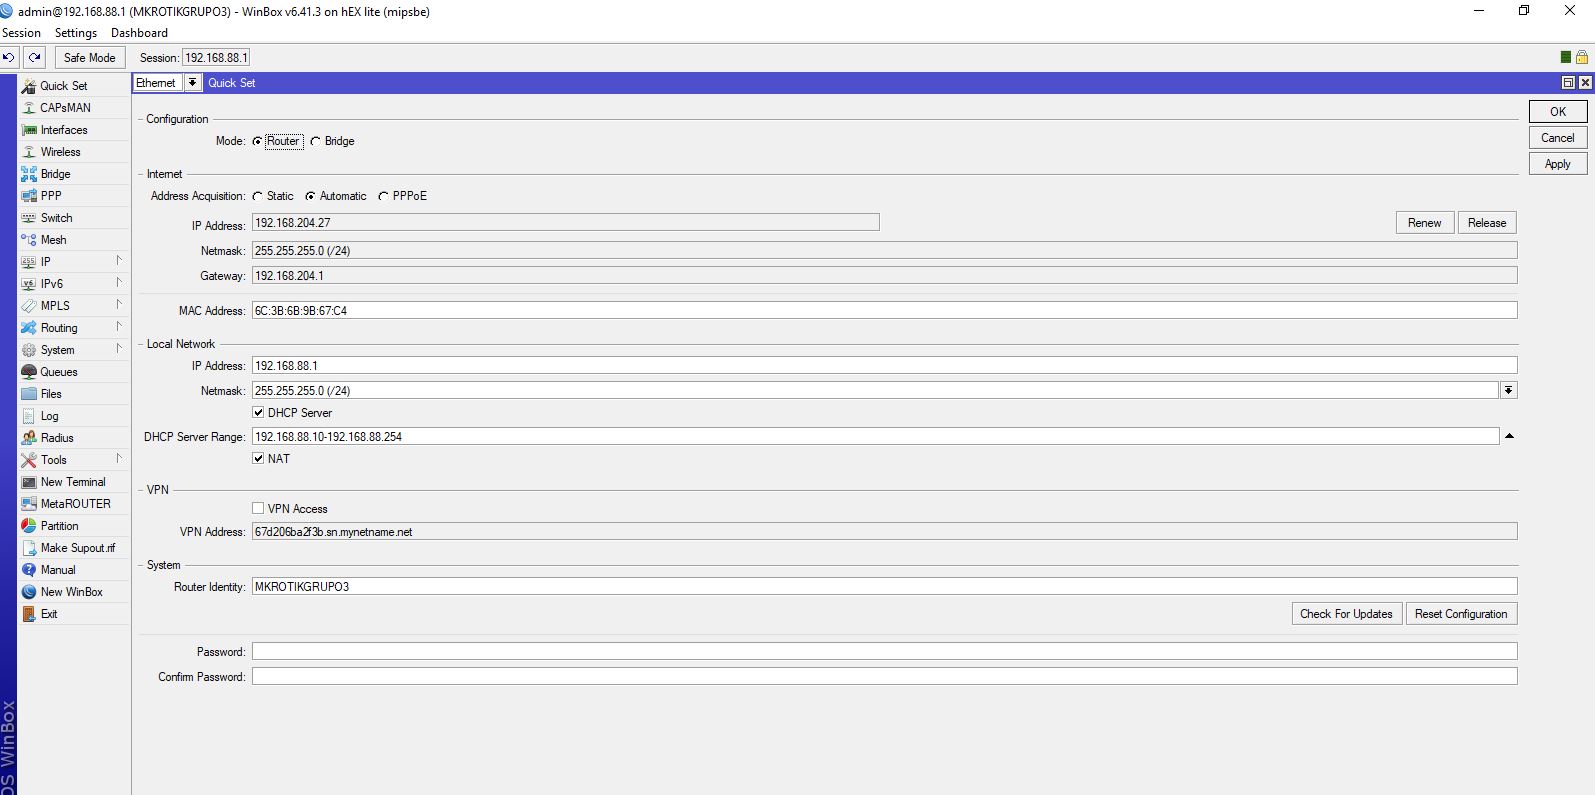 admin@192.168.88.1 (MKROTIKGRUPO3) - WinBox v6.41.3 on hEX lite (mipsbe)
Session Settings Dashboard
Safe Mode Session: 192.168.88.1
Ethernet Quick Set
Quick Set
CAPsMAN
Interfaces
Wireless
Bridge
PPP
Switch
Mesh
IP
IPv6
MPLS
Routing
System
Queues
Files
Log
Radius
Tools
New Terminal
MetaROUTER
Partition
Make Supout.rif
Manual
New WinBox
Exit
OS WinBox
Configuration
Mode: Router Bridge
Internet
Address Acquisition: Static Automatic PPPoE
IP Address: 192.168.204.27 Renew Release
Netmask: 255.255.255.0 (/24)
Gateway: 192.168.204.1
MAC Address: 6C:3B:6B:9B:67:C4
Local Network
IP Address: 192.168.88.1
Netmask: 255.255.255.0 (/24)
DHCP Server
DHCP Server Range: 192.168.88.10-192.168.88.254
NAT
VPN
VPN Access
VPN Address: 67d206ba2f3b.sn.mynetname.net
System
Router Identity: MKROTIKGRUPO3
Check For Updates Reset Configuration
Password:
Confirm Password:
OK
Cancel
Apply